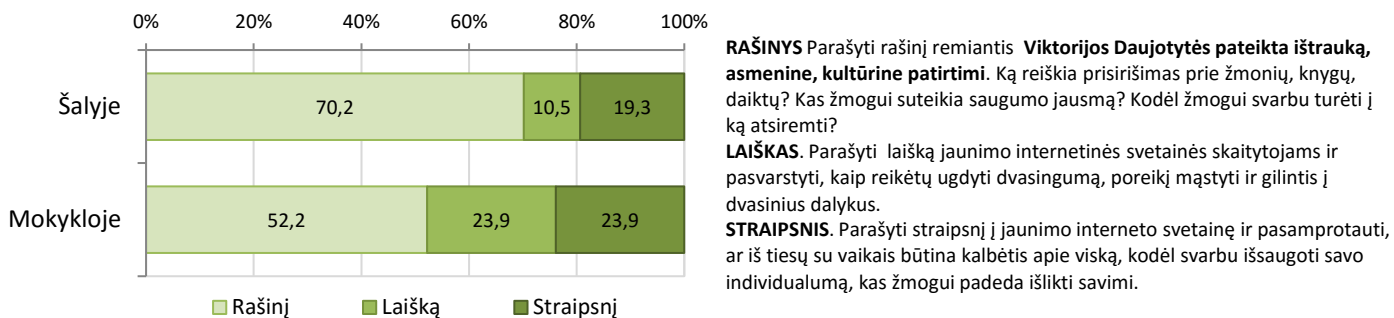 0% 20% 40% 60% 80% 100%
Šalyje
70,2 10,5 19,3
Mokykloje
52,2 23,9 23,9
Rašinį Laišką Straipsnį
RAŠINYS Parašyti rašinį remiantis Viktorijos Daujotytės pateikta ištrauką,
asmenine, kultūrine patirtimi. Ką reiškia prisirišimas prie žmonių, knygų,
daiktų? Kas žmogui suteikia saugumo jausmą? Kodėl žmogui svarbu turėti į
ką atsiremti?
LAIŠKAS. Parašyti laišką jaunimo internetinės svetainės skaitytojams ir
pasvarstyti, kaip reikėtų ugdyti dvasingumą, poreikį mąstyti ir gilintis į
dvasinius dalykus.
STRAIPSNIS. Parašyti straipsnį į jaunimo interneto svetainę ir pasamprotauti,
ar iš tiesų su vaikais būtina kalbėtis apie viską, kodėl svarbu išsaugoti savo
individualumą, kas žmogui padeda išlikti savimi.